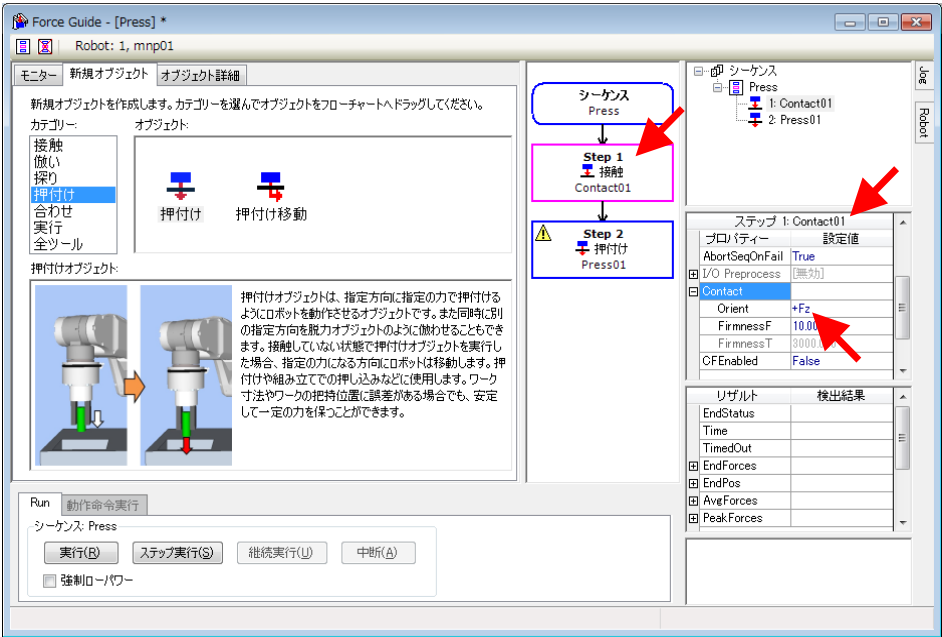 Force Guide - [Press] *
Robot: 1, mnp01
モニター 新規オブジェクト オブジェクト詳細
新規オブジェクトを作成します。カテゴリーを選んでオブジェクトをフローチャートへドラッグしてください。
カテゴリー:
オブジェクト:
接触
倣い
探り
押付け
合わせ
実行
全ツール
押付け
押付け移動
押付けオブジェクト:
押付けオブジェクトは、指定方向に指定の力で押付ける
ようにロボットを動作させるオブジェクトです。また同時に別
の指定方向を脱力オブジェクトのように倣わせることもでき
ます。接触していない状態で押付けオブジェクトを実行し
た場合、指定の力になる方向にロボットは移動します。押
付けや組み立てでの押し込みなどに使用します。ワーク
寸法やワークの把持位置に誤差がある場合でも、安定
して一定の力を保つことができます。
シーケンス
Press
Step 1
接触
Contact01
Step 2
押付け
Press01
シーケンス
Press
1: Contact01
2: Press01
Jog
Robot
ステップ 1: Contact01
プロパティー 設定値
AbortSeqOnFail True
I/O Preprocess [無効]
Contact
Orient +Fz
FirmnessF 10.00
FirmnessT 3000.0
CFEnabled False
リザルト 検出結果
EndStatus
Time
TimedOut
EndForces
EndPos
AvgForces
PeakForces
Run 動作命令実行
シーケンス: Press
実行(R) ステップ実行(S) 継続実行(U) 中断(A)
強制ローパワー